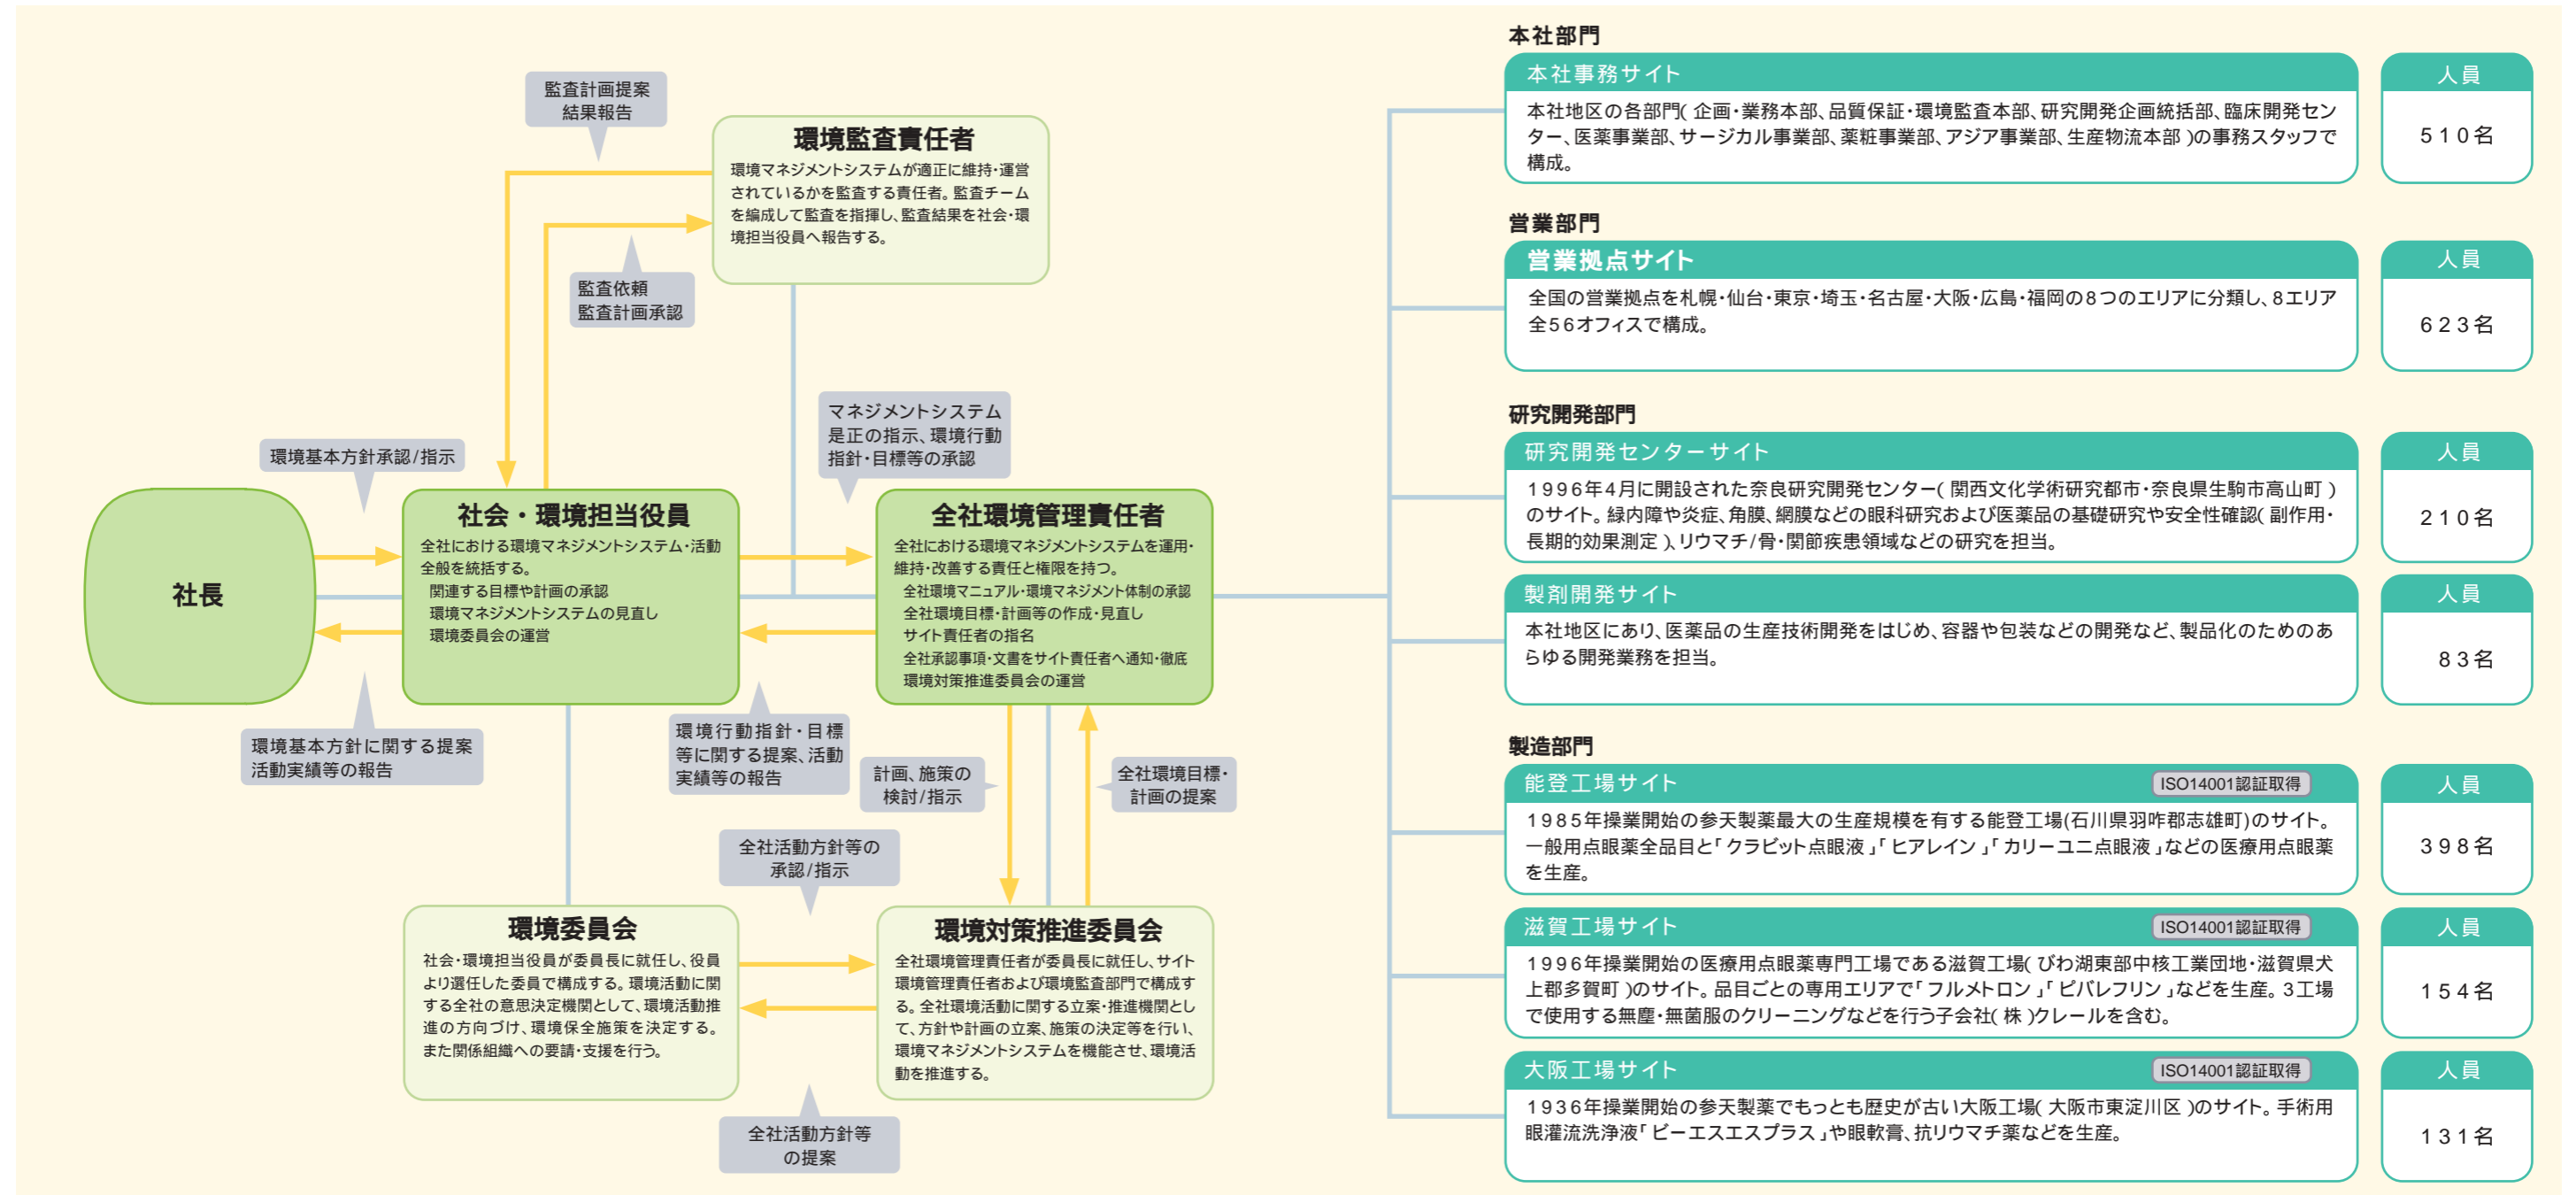 監査計画提案
結果報告
環境監査責任者
環境マネジメントシステムが適正に維持・運営
されているかを監査する責任者。監査チーム
を編成して監査を指揮し、監査結果を社会・環
境担当役員へ報告する。
監査依頼
監査計画承認
マネジメントシステム
是正の指示、環境行動
指針・目標等の承認
環境基本方針承認/指示
社長
社会・環境担当役員
全社における環境マネジメントシステム・活動
全般を統括する。
関連する目標や計画の承認
環境マネジメントシステムの見直し
環境委員会の運営
全社環境管理責任者
全社における環境マネジメントシステムを運用・
維持・改善する責任と権限を持つ。
全社環境マニュアル・環境マネジメント体制の承認
全社環境目標・計画等の作成・見直し
サイト責任者の指名
全社承認事項・文書をサイト責任者へ通知・徹底
環境対策推進委員会の運営
環境基本方針に関する提案
活動実績等の報告
環境行動指針・目標
等に関する提案、活動
実績等の報告
計画、施策の
検討/指示
全社環境目標・
計画の提案
全社活動方針等の
承認/指示
環境委員会
社会・環境担当役員が委員長に就任し、役員
より選任した委員で構成する。環境活動に関
する全社の意思決定機関として、環境活動推
進の方向づけ、環境保全施策を決定する。
また関係組織への要請・支援を行う。
環境対策推進委員会
全社環境管理責任者が委員長に就任し、サイト
環境管理責任者および環境監査部門で構成す
る。全社環境活動に関する立案・推進機関とし
て、方針や計画の立案、施策の決定等を行い、
環境マネジメントシステムを機能させ、環境活
動を推進する。
全社活動方針等
の提案
本社部門
本社事務サイト
人員
本社地区の各部門(企画・業務本部、品質保証・環境監査本部、研究開発企画統括部、臨床開発セン
ター、医薬事業部、サージカル事業部、薬粧事業部、アジア事業部、生産物流本部)の事務スタッフで
構成。
510名
営業部門
営業拠点サイト
人員
全国の営業拠点を札幌・仙台・東京・埼玉・名古屋・大阪・広島・福岡の8つのエリアに分類し、8エリア
全56オフィスで構成。
623名
研究開発部門
研究開発センターサイト
人員
1996年4月に開設された奈良研究開発センター(関西文化学術研究都市・奈良県生駒市高山町)
のサイト。緑内障や炎症、角膜、網膜などの眼科研究および医薬品の基礎研究や安全性確認(副作用・
長期的効果測定)、リウマチ/骨・関節疾患領域などの研究を担当。
210名
製剤開発サイト
人員
本社地区にあり、医薬品の生産技術開発をはじめ、容器や包装などの開発など、製品化のためのあ
らゆる開発業務を担当。
83名
製造部門
能登工場サイト
ISO14001認証取得
人員
1985年操業開始の参天製薬最大の生産規模を有する能登工場(石川県羽咋郡志雄町)のサイト。
一般用点眼薬全品目と「クラビット点眼液」「ヒアレイン」「カリーユニ点眼液」などの医療用点眼薬
を生産。
398名
滋賀工場サイト
ISO14001認証取得
人員
1996年操業開始の医療用点眼薬専門工場である滋賀工場(びわ湖東部中核工業団地・滋賀県犬
上郡多賀町)のサイト。品目ごとの専用エリアで「フルメトロン」「ピバレフリン」などを生産。3工場
で使用する無塵・無菌服のクリーニングなどを行う子会社(株)クレールを含む。
154名
大阪工場サイト
ISO14001認証取得
人員
1936年操業開始の参天製薬でもっとも歴史が古い大阪工場(大阪市東淀川区)のサイト。手術用
眼灌流洗浄液「ビーエスエスプラス」や眼軟膏、抗リウマチ薬などを生産。
131名